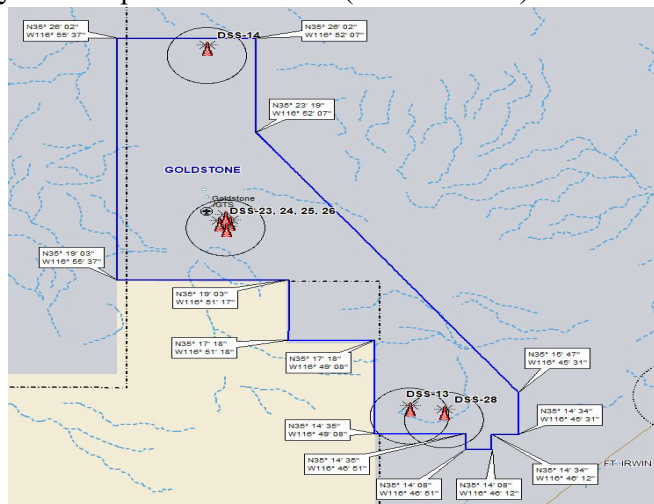 N35° 26' 02"
W116° 55' 37"
DSS-14
N35° 26' 02"
W116° 52' 07"
N35° 23' 19"
W116° 52' 07"
GOLDSTONE
Goldstone
/GTS
DSS-23, 24, 25, 26
N35° 19' 03"
W116° 55' 37"
N35° 19' 03"
W116° 51' 17"
N35° 17' 18"
W116° 51' 18"
N35° 17' 18"
W116° 49' 08"
N35° 15' 47"
W116° 45' 31"
DSS-13
DSS-28
N35° 14' 35"
W116° 49' 08"
N35° 14' 34"
W116° 45' 31"
N35° 14' 35"
W116° 46' 51"
N35° 14' 08"
W116° 46' 51"
N35° 14' 08"
W116° 46' 12"
N35° 14' 34"
W116° 46' 12"
FT. IRWIN